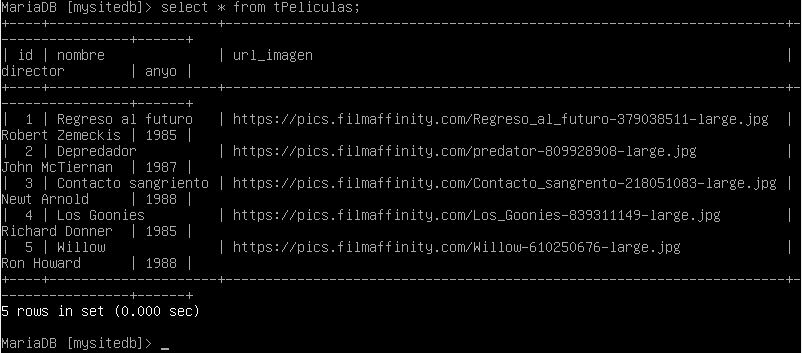 MariaDB [mysitedb]> select * from tPeliculas;
+----+--------------------+----------------------------------------------------------------------+
-----------------+------+
| id | nombre             | url_imagen                                                           |
director         | anyo |
+----+--------------------+----------------------------------------------------------------------+
-----------------+------+
|  1 | Regreso al futuro  | https://pics.filmaffinity.com/Regreso_al_futuro-379038511-large.jpg  |
Robert Zemeckis | 1985 |
|  2 | Depredador         | https://pics.filmaffinity.com/predator-809928908-large.jpg           |
John McTiernan  | 1987 |
|  3 | Contacto sangriento | https://pics.filmaffinity.com/Contacto_sangrento-218051083-large.jpg |
Newt Arnold     | 1988 |
|  4 | Los Goonies        | https://pics.filmaffinity.com/Los_Goonies-839311149-large.jpg        |
Richard Donner  | 1985 |
|  5 | Willow             | https://pics.filmaffinity.com/Willow-610250676-large.jpg             |
Ron Howard      | 1988 |
+----+--------------------+----------------------------------------------------------------------+
-----------------+------+
5 rows in set (0.000 sec)
MariaDB [mysitedb]> _